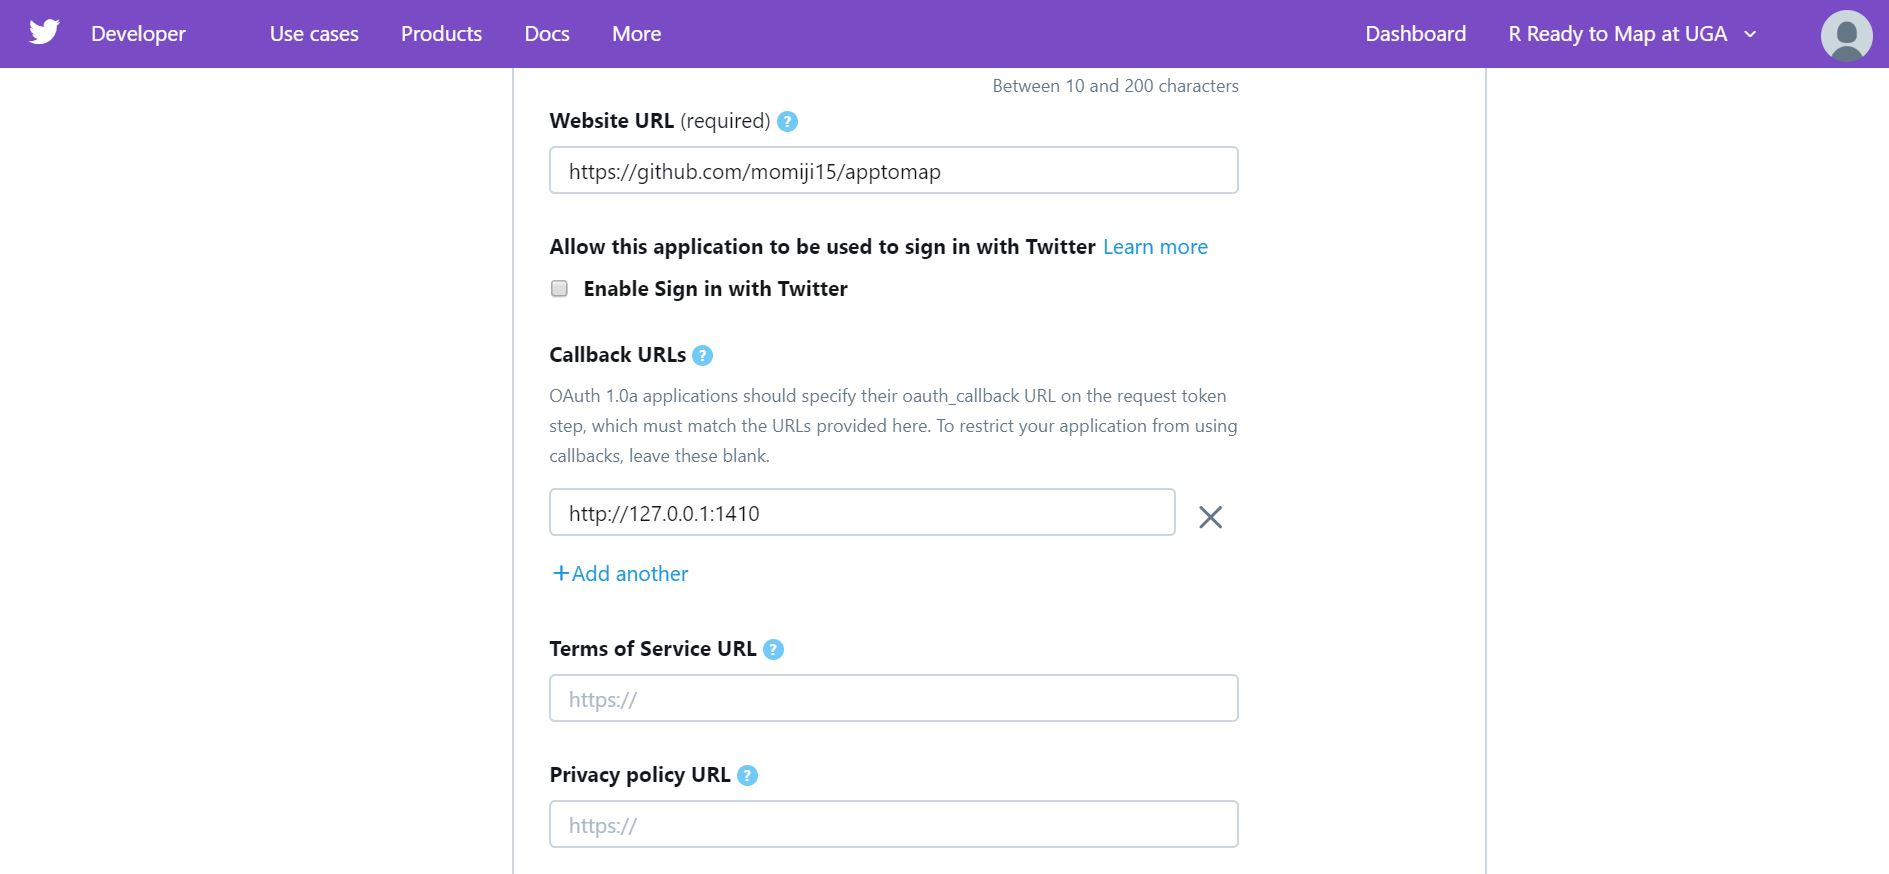 Developer Use cases Products Docs More Dashboard R Ready to Map at UGA
Between 10 and 200 characters
Website URL (required) ?
https://github.com/momiji15/apptomap
Allow this application to be used to sign in with Twitter Learn more
Enable Sign in with Twitter
Callback URLs ?
OAuth 1.0a applications should specify their oauth_callback URL on the request token
step, which must match the URLs provided here. To restrict your application from using
callbacks, leave these blank.
http://127.0.0.1:1410
+Add another
Terms of Service URL ?
https://
Privacy policy URL ?
https://